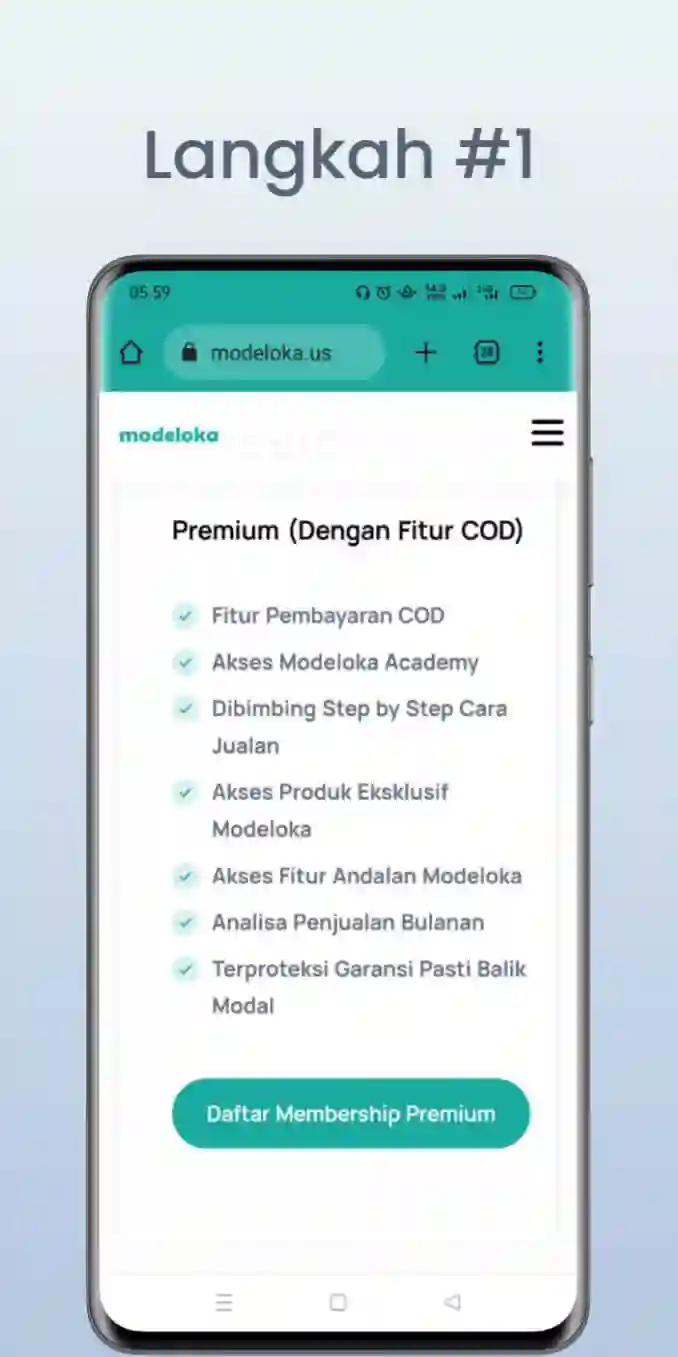 Langkah #1
05.59
modeloka.us
modeloka
Premium (Dengan Fitur COD)
Fitur Pembayaran COD
Akses Modeloka Academy
Dibimbing Step by Step Cara
Jualan
Akses Produk Eksklusif
Modeloka
Akses Fitur Andalan Modeloka
Analisa Penjualan Bulanan
Terproteksi Garansi Pasti Balik
Modal
Daftar Membership Premium